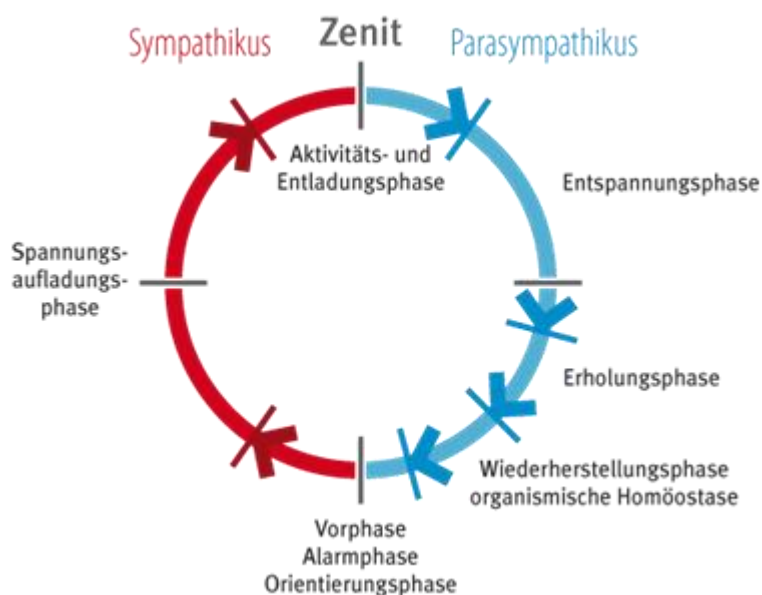 Sympathikus
Zenit
Parasympathikus
Aktivitäts- und
Entladungsphase
Entspannungsphase
Spannungs-
aufladungs-
phase
Erholungsphase
Wiederherstellungsphase
organismische Homöostase
Vorphase
Alarmphase
Orientierungsphase